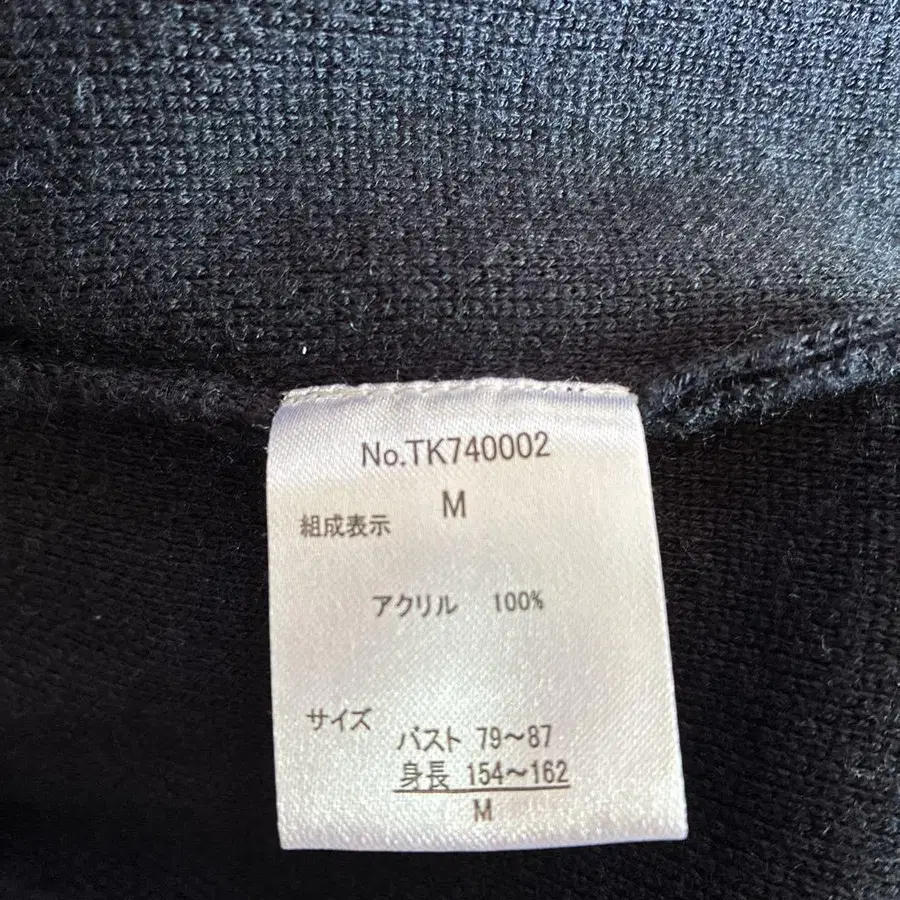 No.TK740002
M
組成表示
アクリル 100%
サイズ
バスト 79～87
身長 154～162
M